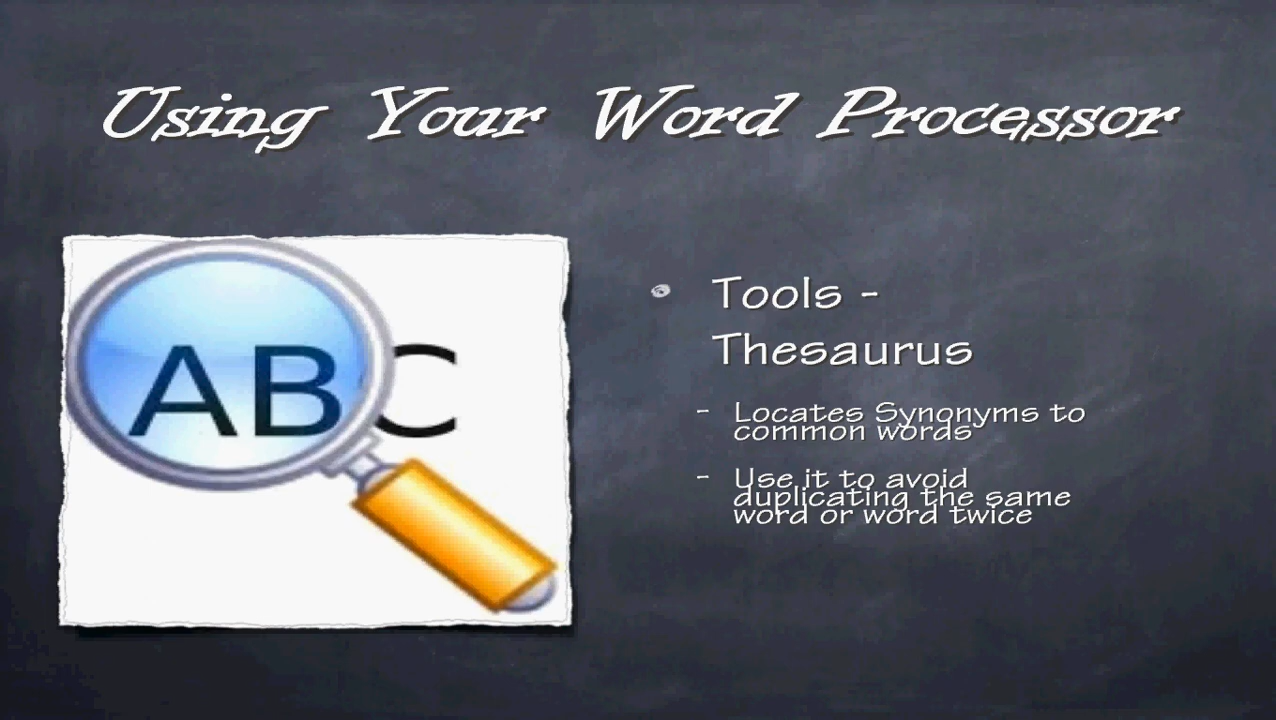 Using Your Word Processor
ABC
Tools -
Thesaurus
- Locates Synonyms to
common words
- Use it to avoid
duplicating the same
word or word twice